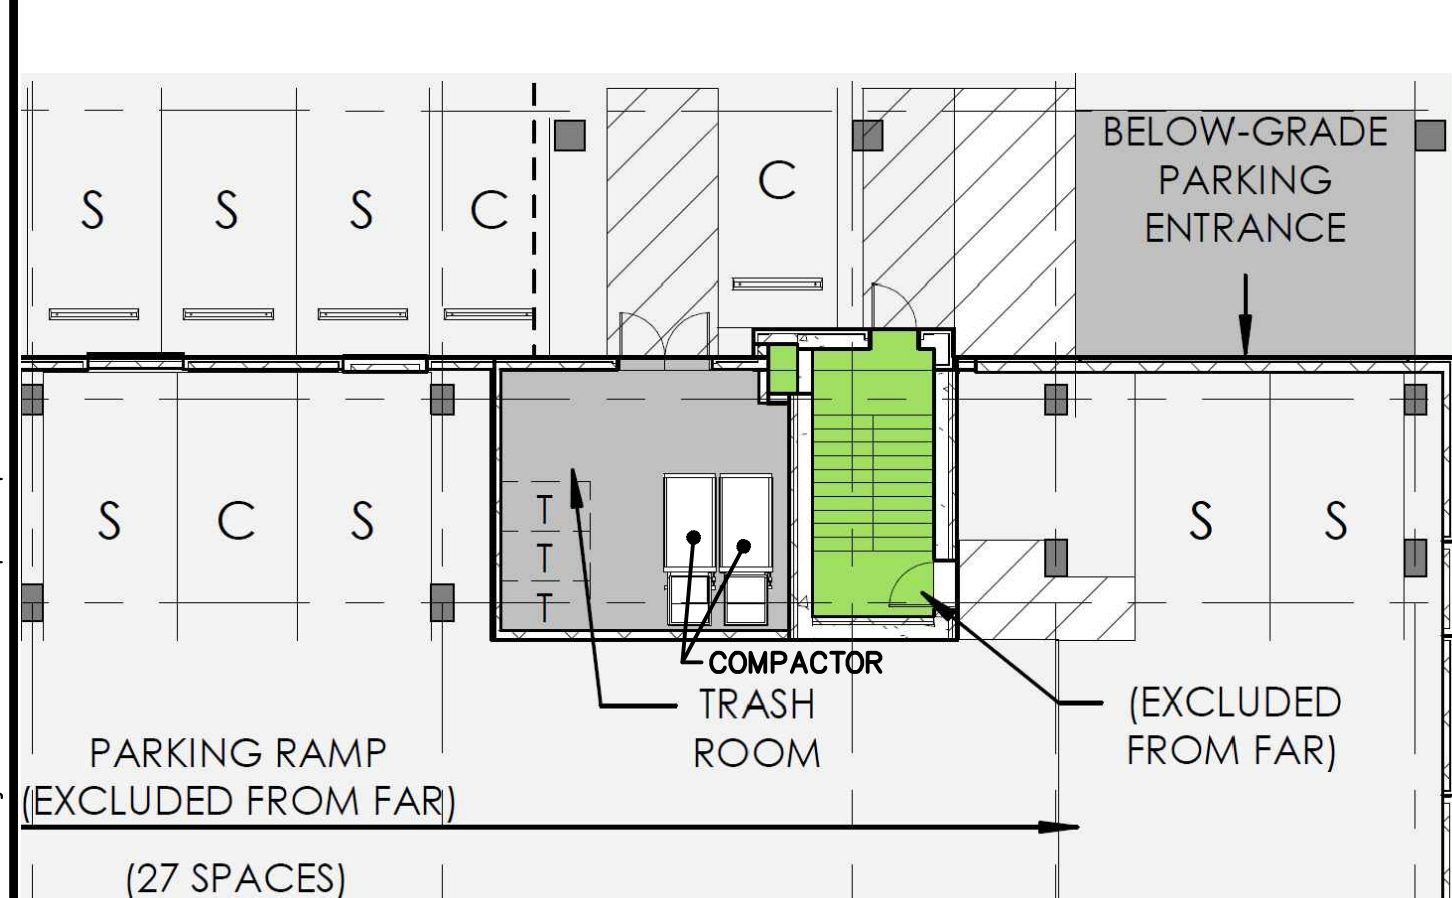 BELOW-GRADE
PARKING
ENTRANCE
S S S C C
S C S
T
T
T
S S
COMPACTOR
TRASH
ROOM
(EXCLUDED
FROM FAR)
PARKING RAMP
(EXCLUDED FROM FAR)
(27 SPACES)